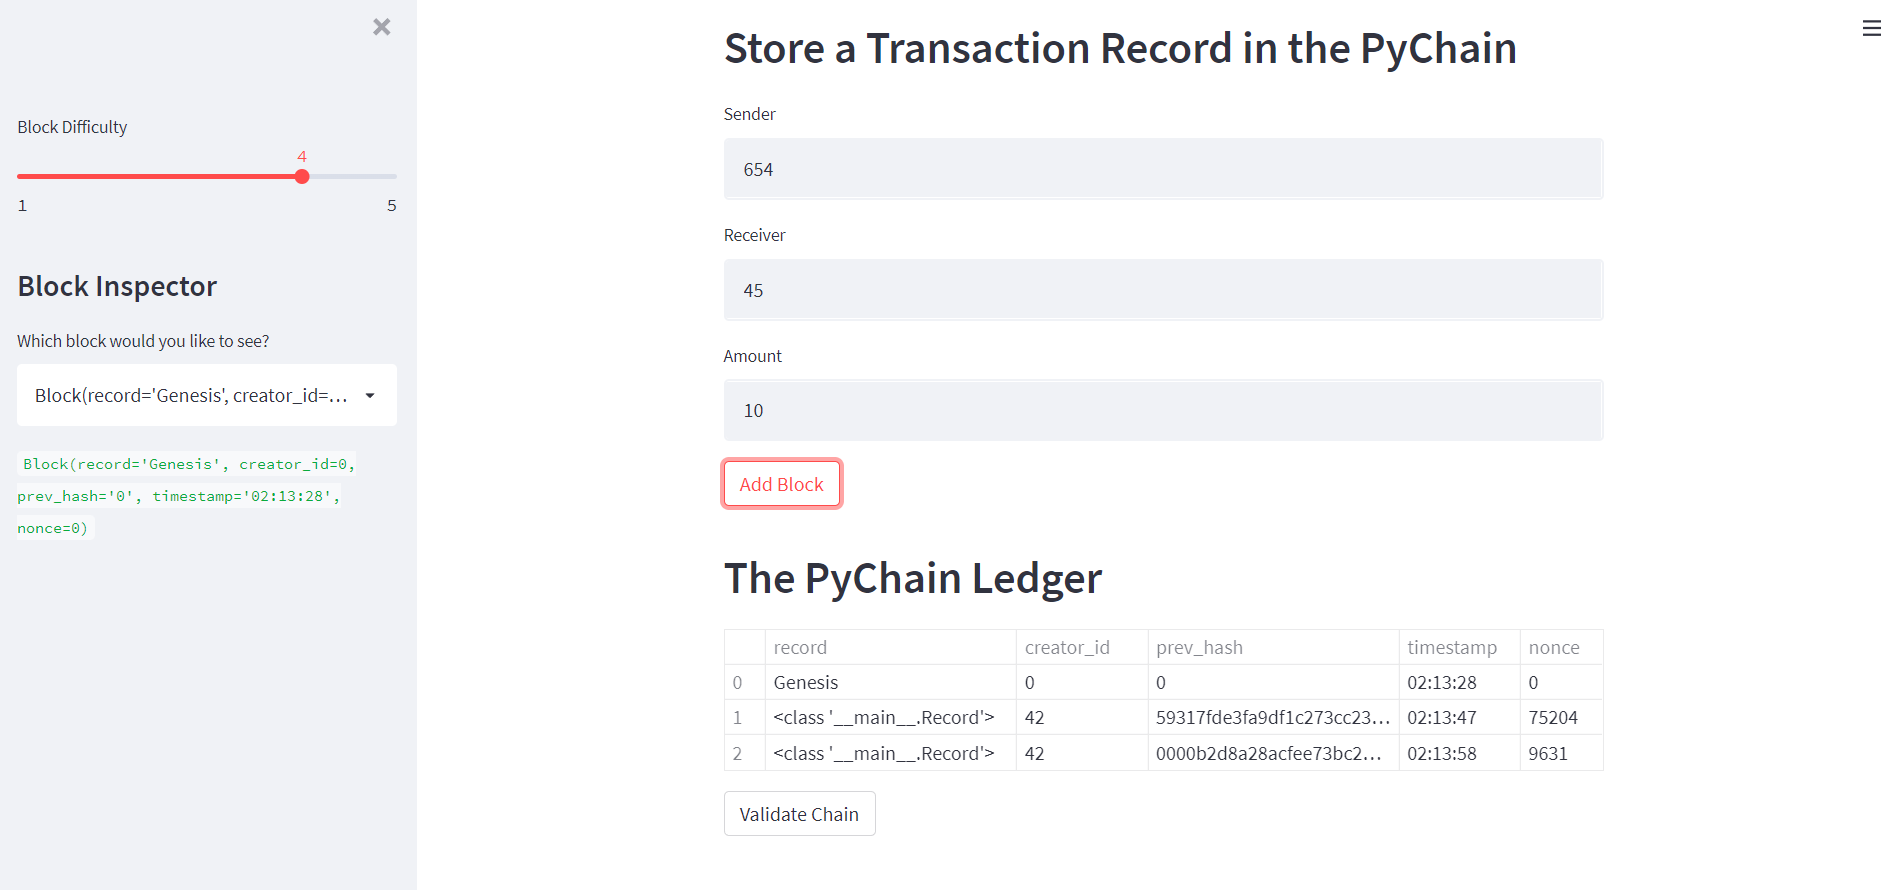 Block Difficulty
4
1 5
Block Inspector
Which block would you like to see?
Block(record='Genesis', creator_id=...
Block(record='Genesis', creator_id=0,
prev_hash='0', timestamp='02:13:28',
nonce=0)
Store a Transaction Record in the PyChain
Sender
654
Receiver
45
Amount
10
Add Block
The PyChain Ledger
record creator_id prev_hash timestamp nonce
0 Genesis 0 0 02:13:28 0
1 <class '__main__.Record'> 42 59317fde3fa9df1c273cc23... 02:13:47 75204
2 <class '__main__.Record'> 42 0000b2d8a28acfee73bc2... 02:13:58 9631
Validate Chain